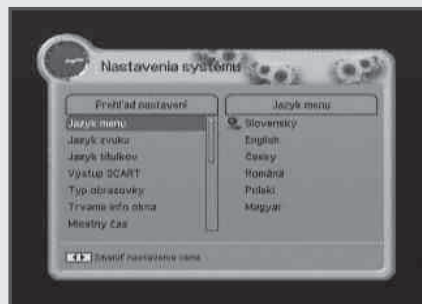 Nastavenia systému
Prehľad nastavení
Jazyk menu
Jazyk menu
Jazyk zvuku
Jazyk titulkov
Výstup SCART
Typ obrazovky
Trvanie info okna
Miestny čas
Slovensky
English
Česky
Română
Polski
Magyar
nastavenie